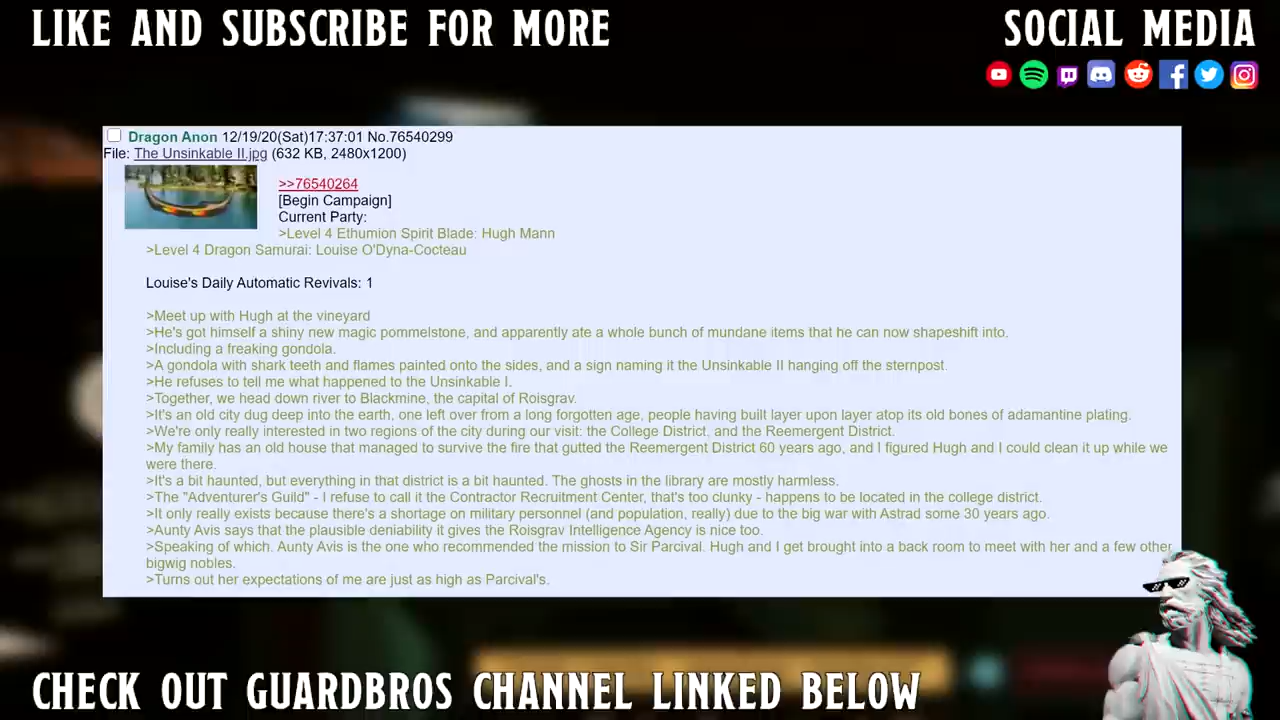 LIKE AND SUBSCRIBE FOR MORE
SOCIAL MEDIA
Dragon Anon 12/19/20(Sat)17:37:01 No.76540299
File: The Unsinkable II.jpg (632 KB, 2480x1200)
>>76540264
[Begin Campaign]
Current Party:
>Level 4 Ethumion Spirit Blade: Hugh Mann
>Level 4 Dragon Samurai: Louise O'Dyna-Cocteau
Louise's Daily Automatic Revivals: 1
>Meet up with Hugh at the vineyard
>He's got himself a shiny new magic pommelstone, and apparently ate a whole bunch of mundane items that he can now shapeshift into.
>Including a freaking gondola.
>A gondola with shark teeth and flames painted onto the sides, and a sign naming it the Unsinkable II hanging off the sternpost.
>He refuses to tell me what happened to the Unsinkable I.
>Together, we head down river to Blackmine, the capital of Roisgrav.
>It's an old city dug deep into the earth, one left over from a long forgotten age, people having built layer upon layer atop its old bones of adamantine plating.
>We're only really interested in two regions of the city during our visit: the College District, and the Reemergent District.
>My family has an old house that managed to survive the fire that gutted the Reemergent District 60 years ago, and I figured Hugh and I could clean it up while we
were there.
>It's a bit haunted, but everything in that district is a bit haunted. The ghosts in the library are mostly harmless.
>The "Adventurer's Guild" - I refuse to call it the Contractor Recruitment Center, that's too clunky - happens to be located in the college district.
>It only really exists because there's a shortage on military personnel (and population, really) due to the big war with Astrad some 30 years ago.
>Aunty Avis says that the plausible deniability it gives the Roisgrav Intelligence Agency is nice too.
>Speaking of which. Aunty Avis is the one who recommended the mission to Sir Parcival. Hugh and I get brought into a back room to meet with her and a few other
bigwig nobles.
>Turns out her expectations of me are just as high as Parcival's.
CHECK OUT GUARDBROS CHANNEL LINKED BELOW